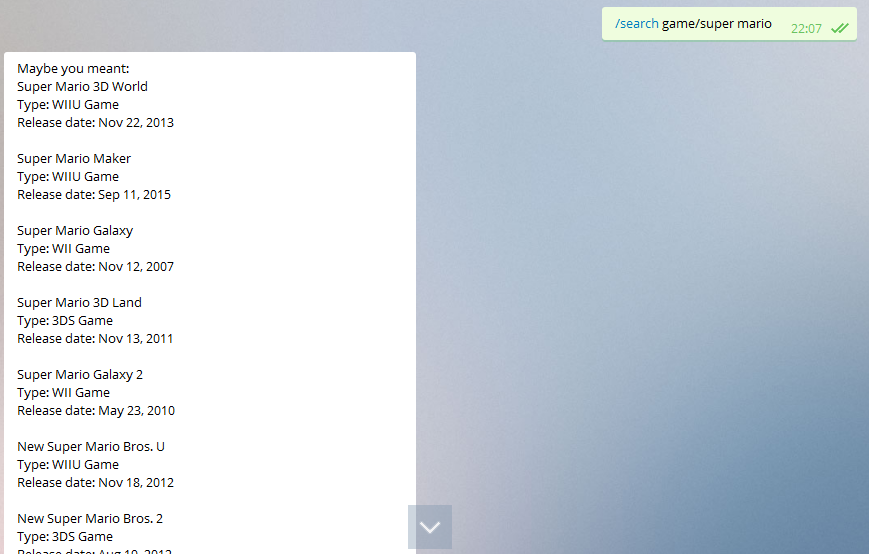 /search game/super mario
22:07
Maybe you meant:
Super Mario 3D World
Type: WIIU Game
Release date: Nov 22, 2013
Super Mario Maker
Type: WIIU Game
Release date: Sep 11, 2015
Super Mario Galaxy
Type: WII Game
Release date: Nov 12, 2007
Super Mario 3D Land
Type: 3DS Game
Release date: Nov 13, 2011
Super Mario Galaxy 2
Type: WII Game
Release date: May 23, 2010
New Super Mario Bros. U
Type: WIIU Game
Release date: Nov 18, 2012
New Super Mario Bros. 2
Type: 3DS Game
Release date: Aug 19, 2012